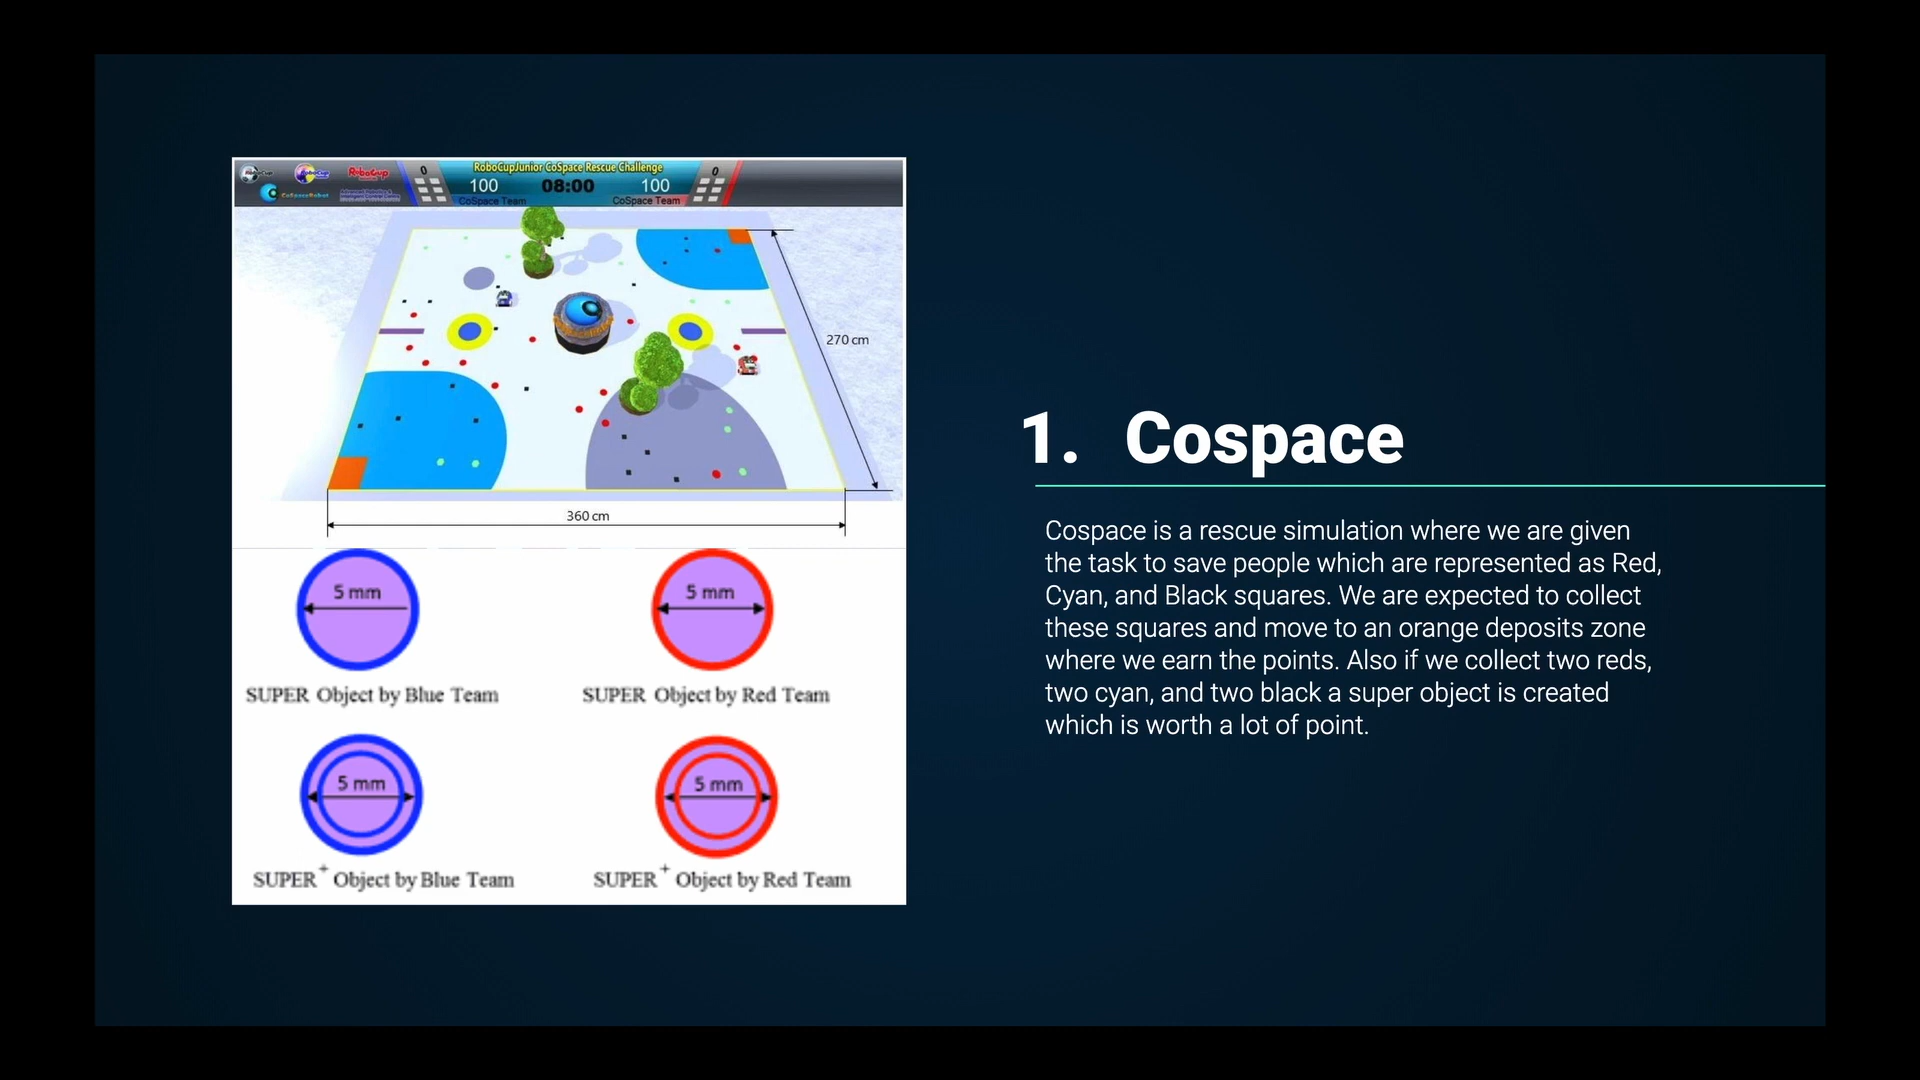 RoboCup
RoboCup
RoboCup
CoSpaceRobot
0
RoboCupJunior CoSpace Rescue Challenge
0
100 08:00 100
CoSpace Team CoSpace Team
270 cm
360 cm
5 mm 5 mm
SUPER Object by Blue Team SUPER Object by Red Team
5 mm 5 mm
SUPER+ Object by Blue Team SUPER+ Object by Red Team
1. Cospace
Cospace is a rescue simulation where we are given
the task to save people which are represented as Red,
Cyan, and Black squares. We are expected to collect
these squares and move to an orange deposits zone
where we earn the points. Also if we collect two reds,
two cyan, and two black a super object is created
which is worth a lot of point.